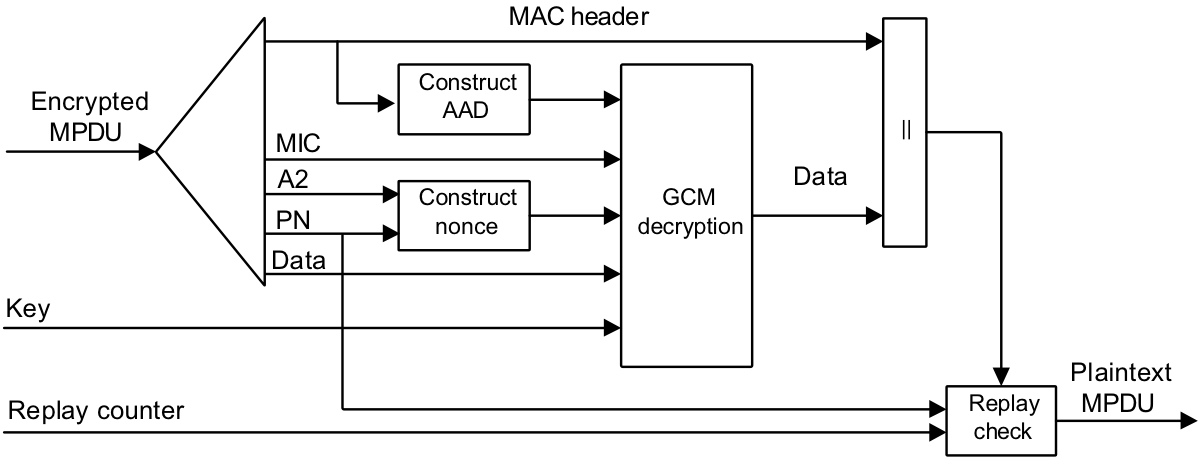 MAC header
Encrypted
MPDU
Construct
AAD
MIC
A2
PN
Data
Construct
nonce
GCM
decryption
Data
||
Key
Replay counter
Replay
check
Plaintext
MPDU